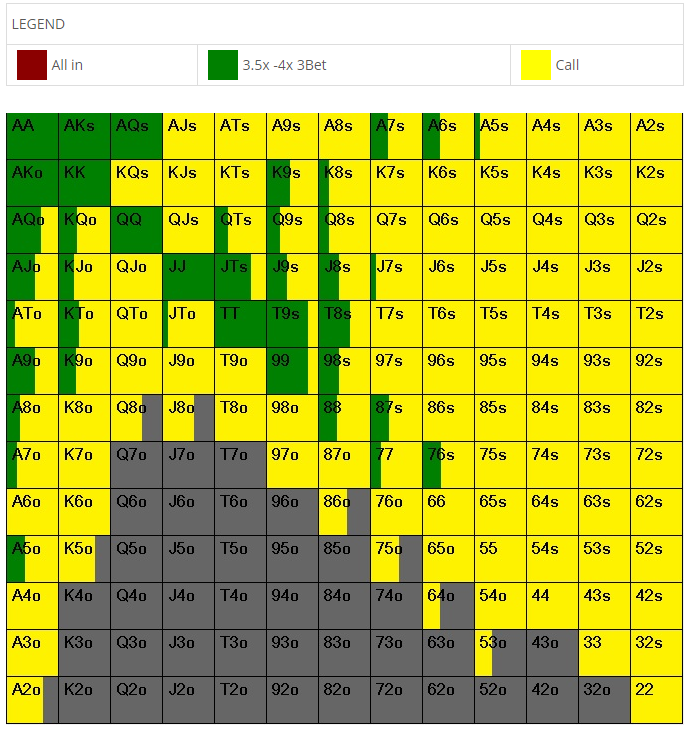 LEGEND
All in 3.5x -4x 3Bet Call
AA AKs AQs AJs ATs A9s A8s A7s A6s A5s A4s A3s A2s
AKo KK KQs KJs KTs K9s K8s K7s K6s K5s K4s K3s K2s
AQo KQo QQ QJs QTs Q9s Q8s Q7s Q6s Q5s Q4s Q3s Q2s
AJo KJo QJo JJ JTs J9s J8s J7s J6s J5s J4s J3s J2s
ATo KTo QTo JTo TT T9s T8s T7s T6s T5s T4s T3s T2s
A9o K9o Q9o J9o T9o 99 98s 97s 96s 95s 94s 93s 92s
A8o K8o Q8o J8o T8o 98o 88 87s 86s 85s 84s 83s 82s
A7o K7o Q7o J7o T7o 97o 87o 77 76s 75s 74s 73s 72s
A6o K6o Q6o J6o T6o 96o 86o 76o 66 65s 64s 63s 62s
A5o K5o Q5o J5o T5o 95o 85o 75o 65o 55 54s 53s 52s
A4o K4o Q4o J4o T4o 94o 84o 74o 64o 54o 44 43s 42s
A3o K3o Q3o J3o T3o 93o 83o 73o 63o 53o 43o 33 32s
A2o K2o Q2o J2o T2o 92o 82o 72o 62o 52o 42o 32o 22